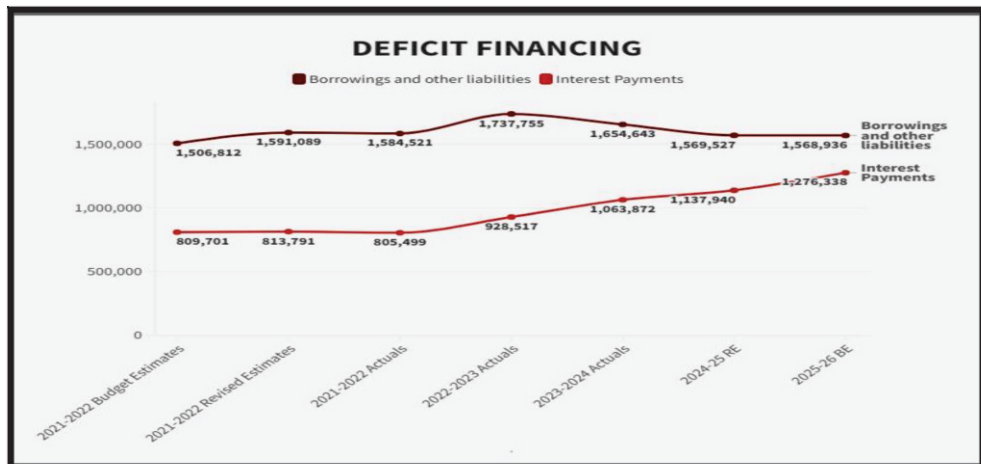 DEFICIT FINANCING
Borrowings and other liabilities Interest Payments
1,500,000
1,000,000
500,000
0
1,506,812
1,591,089
1,584,521
1,737,755
1,654,643
1,569,527
1,568,936
Borrowings
and other
liabilities
809,701
813,791
805,499
928,517
1,063,872
1,137,940
1,276,338
Interest
Payments
2021-2022 Budget Estimates
2021-2022 Revised Estimates
2021-2022 Actuals
2022-2023 Actuals
2023-2024 Actuals
2024-25 RE
2025-26 BE